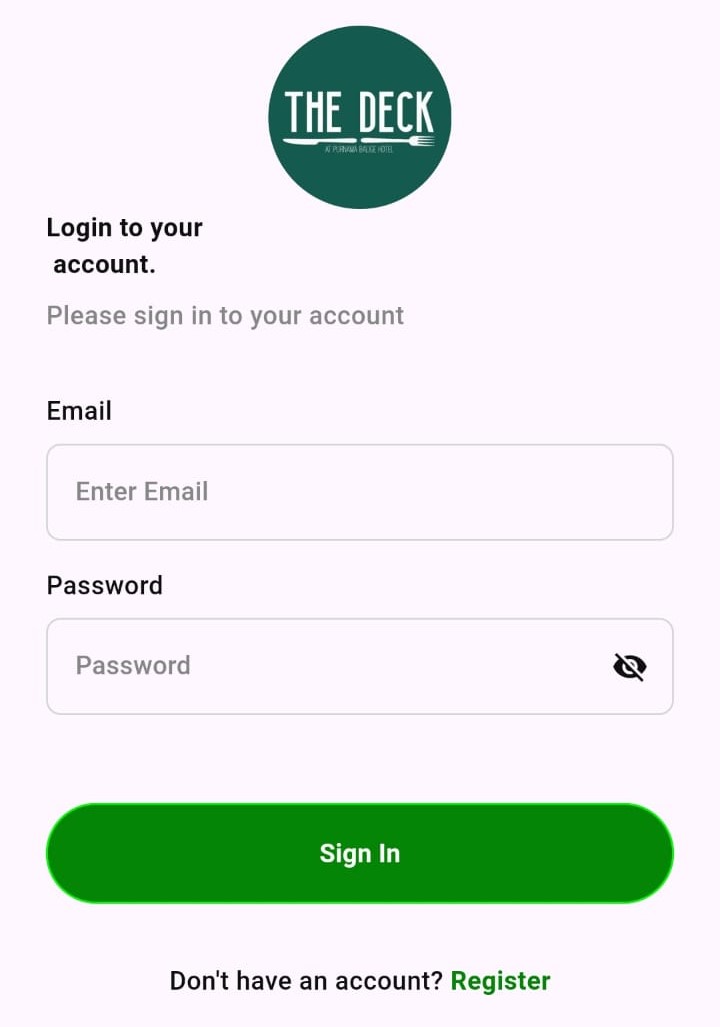 THE DECK
AT PURNAMA BALIGE HOTEL
Login to your
account.
Please sign in to your account
Email
Enter Email
Password
Password
Sign In
Don't have an account? Register